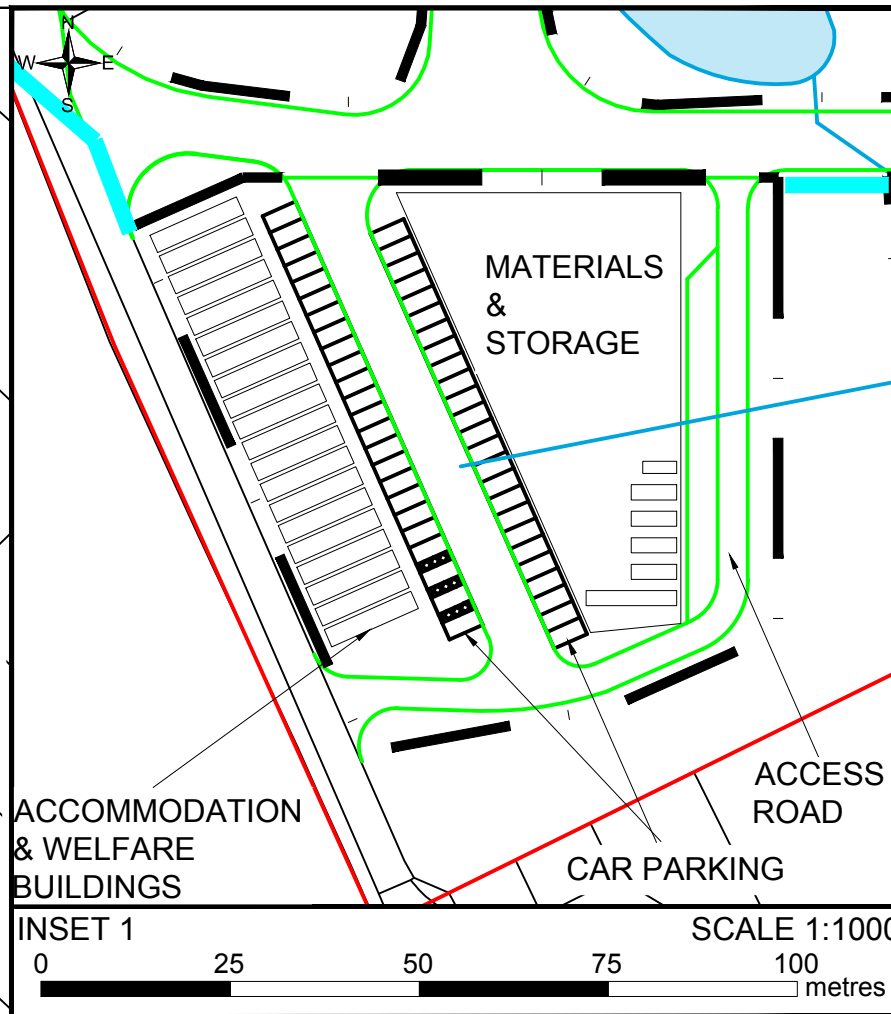 N
W E
S
MATERIALS
&
STORAGE
ACCESS
ROAD
ACCOMMODATION
& WELFARE
BUILDINGS
CAR PARKING
INSET 1 SCALE 1:1000
0 25 50 75 100
metres